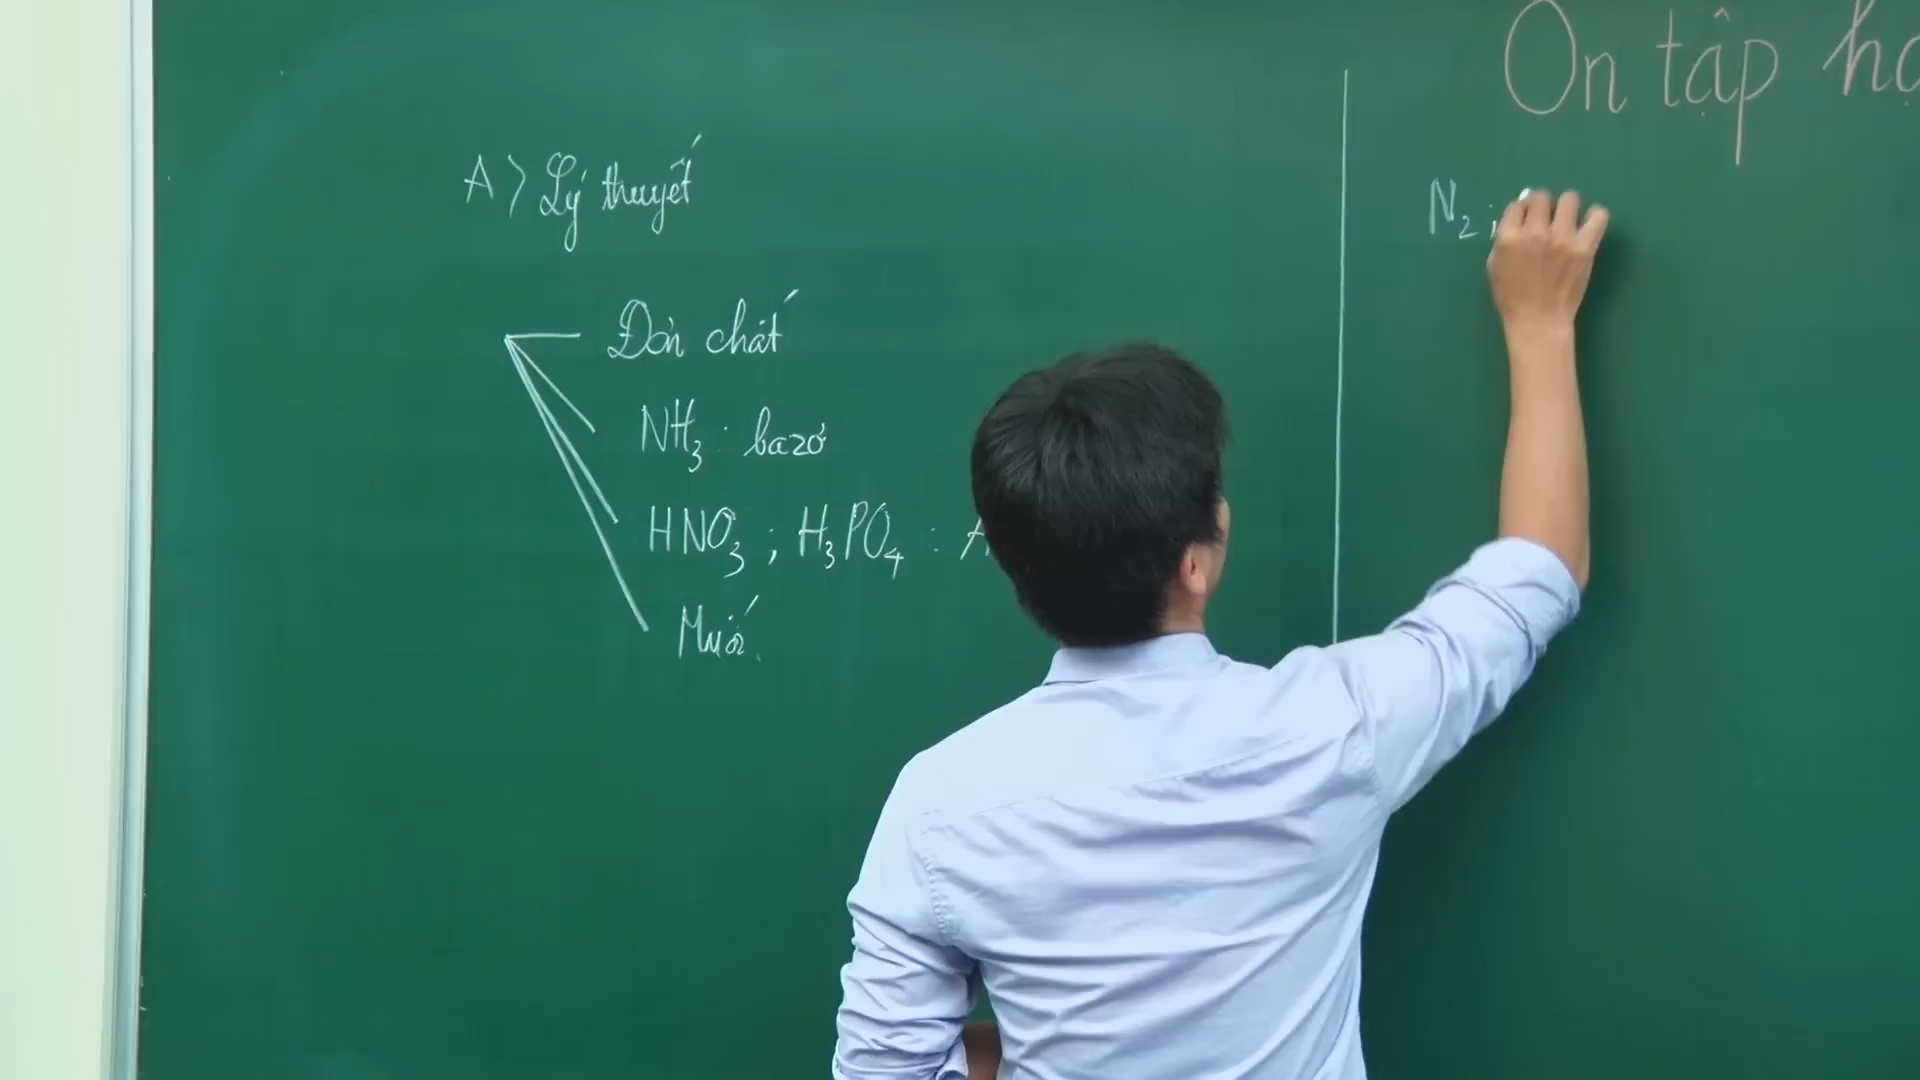 Ôn tập
A> Lý thuyết
Đơn chất
NH₃ : bazơ
HNO₃ ; H₃PO₄ :
Muối.
N₂ ;